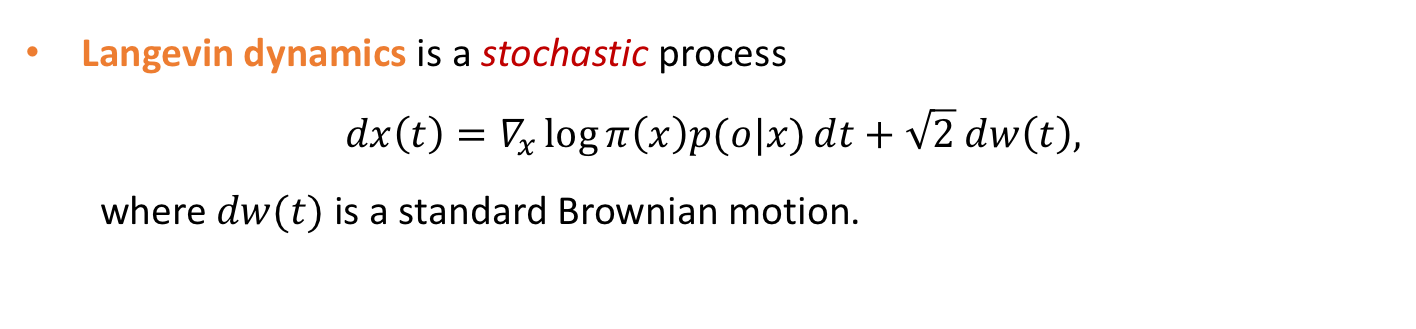 • Langevin dynamics is a stochastic process
dx(t) = ∇ₓ log π(x)p(o|x) dt + √2 dw(t),
where dw(t) is a standard Brownian motion.